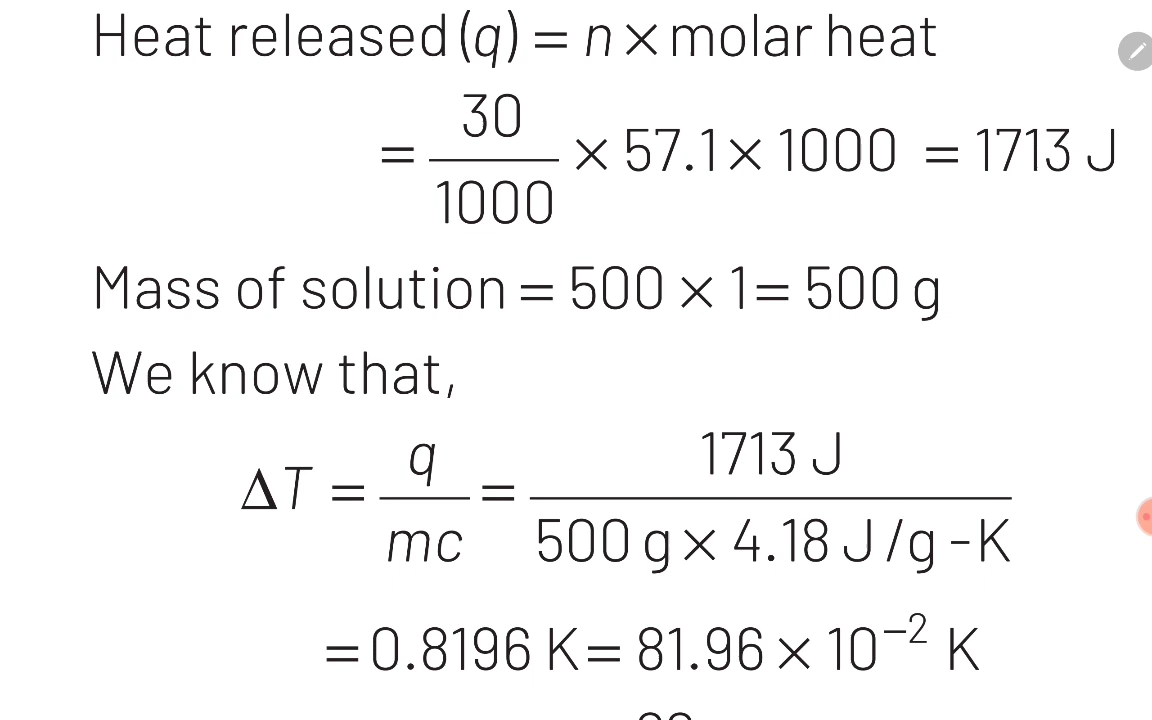 Heat released (q) = n × molar heat
= 30/1000 × 57.1 × 1000 = 1713 J
Mass of solution = 500 × 1= 500 g
We know that,
ΔT = q/mc = 1713 J/500 g × 4.18 J/g-K
= 0.8196 K= 81.96 × 10⁻² K